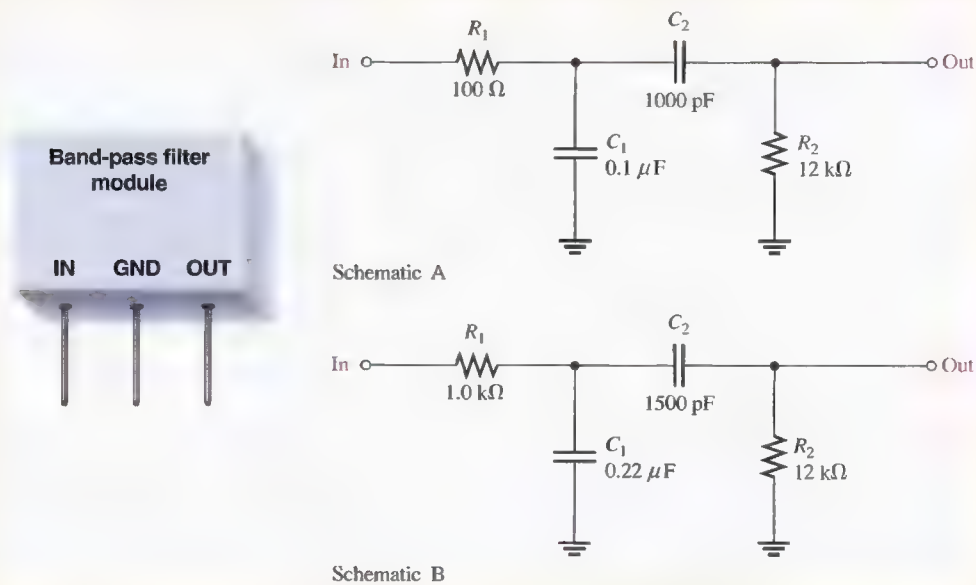 Band-pass filter
module
IN GND OUT
R₁
C₂
In
Out
100 Ω
1000 pF
C₁
0.1 μF
R₂
12 kΩ
Schematic A
R₁
C₂
In
Out
1.0 kΩ
1500 pF
C₁
0.22 μF
R₂
12 kΩ
Schematic B